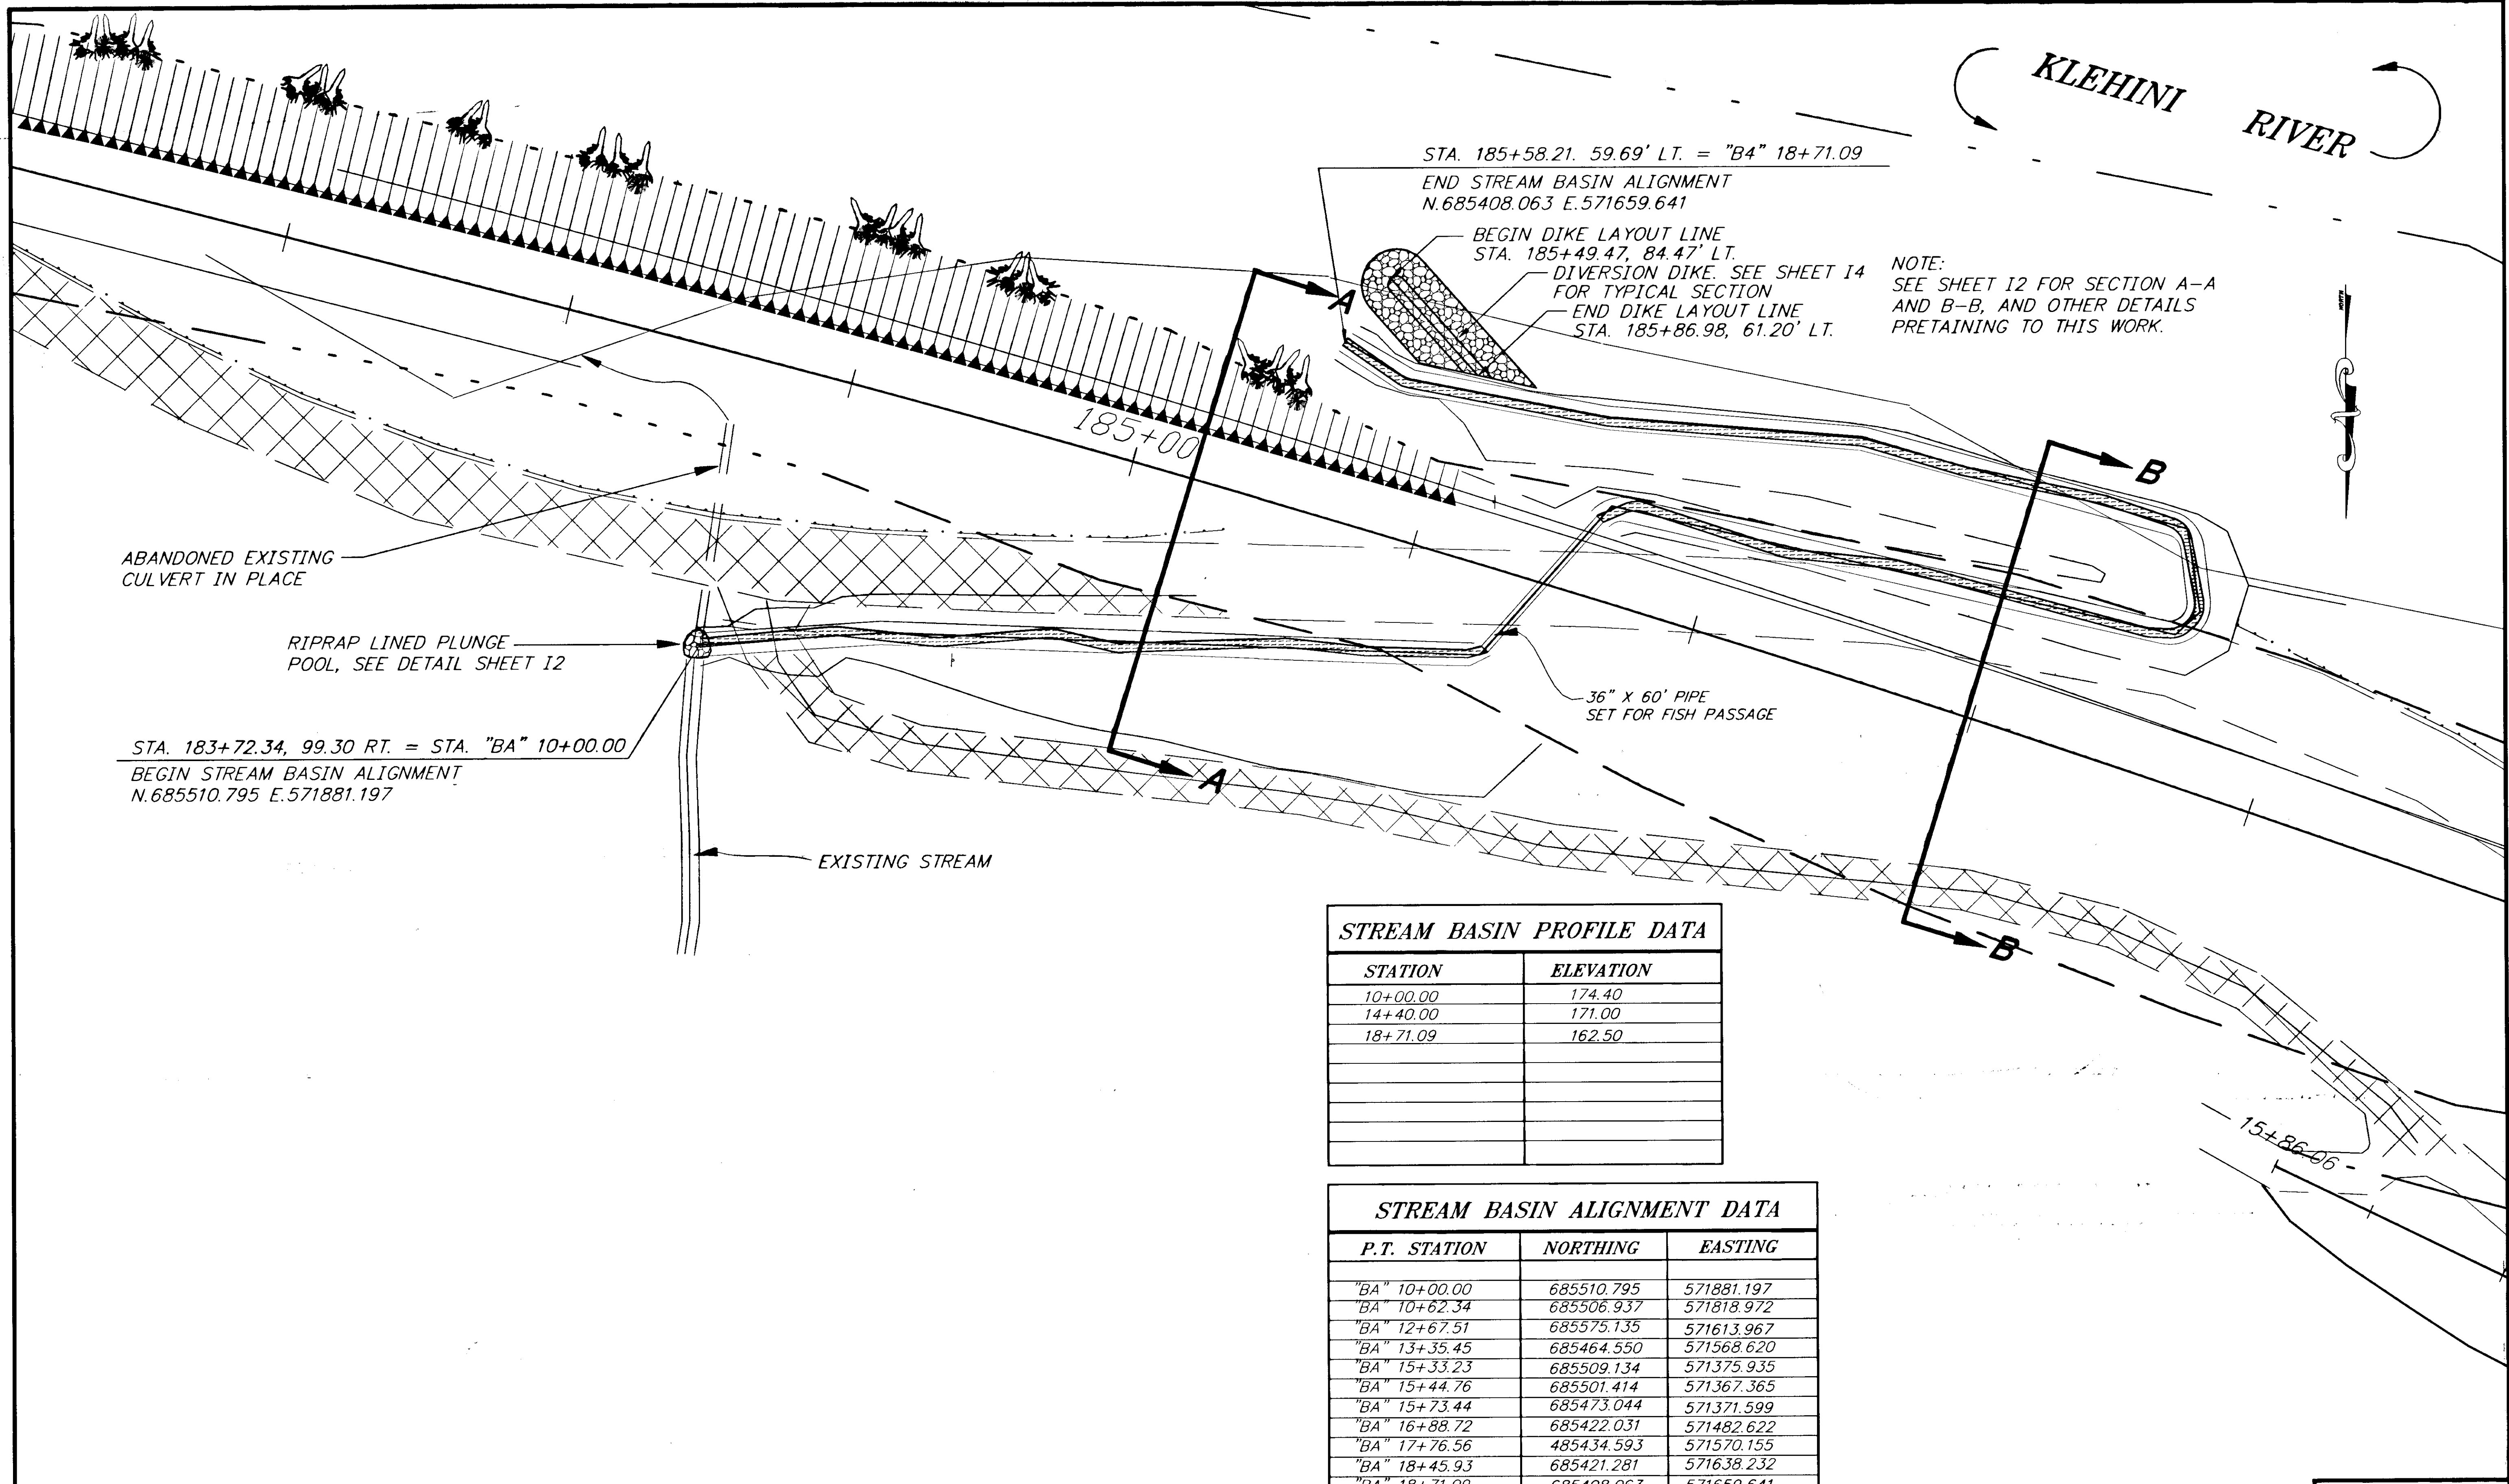 KLEHINI RIVER
STA. 185+58.21. 59.69' LT. = "B4" 18+71.09
END STREAM BASIN ALIGNMENT
N.685408.063 E.571659.641
BEGIN DIKE LAYOUT LINE
STA. 185+49.47, 84.47' LT.
DIVERSION DIKE. SEE SHEET I4
FOR TYPICAL SECTION
END DIKE LAYOUT LINE
STA. 185+86.98, 61.20' LT.
NOTE:
SEE SHEET I2 FOR SECTION A-A
AND B-B, AND OTHER DETAILS
PRETAINING TO THIS WORK.
NORTH
A
185+00
B
ABANDONED EXISTING
CULVERT IN PLACE
RIPRAP LINED PLUNGE
POOL, SEE DETAIL SHEET I2
36" X 60' PIPE
SET FOR FISH PASSAGE
STA. 183+72.34, 99.30 RT. = STA. "BA" 10+00.00
BEGIN STREAM BASIN ALIGNMENT
N.685510.795 E.571881.197
A
EXISTING STREAM
B
15+86.06
STREAM BASIN PROFILE DATA
STATION ELEVATION
10+00.00 174.40
14+40.00 171.00
18+71.09 162.50
STREAM BASIN ALIGNMENT DATA
P.T. STATION NORTHING EASTING
"BA" 10+00.00 685510.795 571881.197
"BA" 10+62.34 685506.937 571818.972
"BA" 12+67.51 685575.135 571613.967
"BA" 13+35.45 685464.550 571568.620
"BA" 15+33.23 685509.134 571375.935
"BA" 15+44.76 685501.414 571367.365
"BA" 15+73.44 685473.044 571371.599
"BA" 16+88.72 685422.031 571482.622
"BA" 17+76.56 485434.593 571570.155
"BA" 18+45.93 685421.281 571638.232
"BA" 18+71.09 685408.063 571659.641